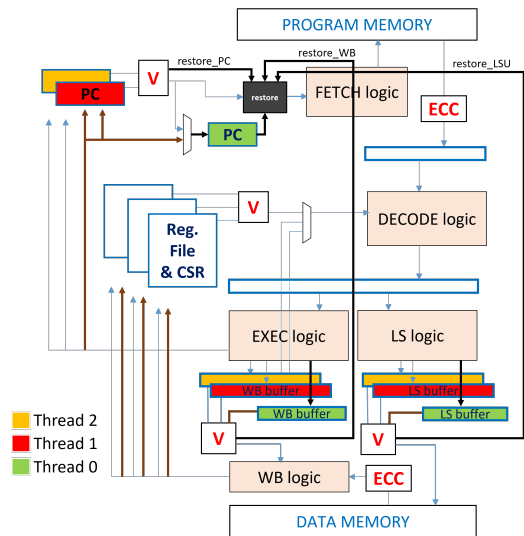 PROGRAM MEMORY
restore_WB
restore_PC
restore_LSU
V
PC
restore
FETCH logic
ECC
PC
V
Reg.
File
& CSR
DECODE logic
EXEC logic
LS logic
WB buffer
LS buffer
WB buffer
LS buffer
Thread 2
Thread 1
Thread 0
V
V
WB logic
ECC
DATA MEMORY